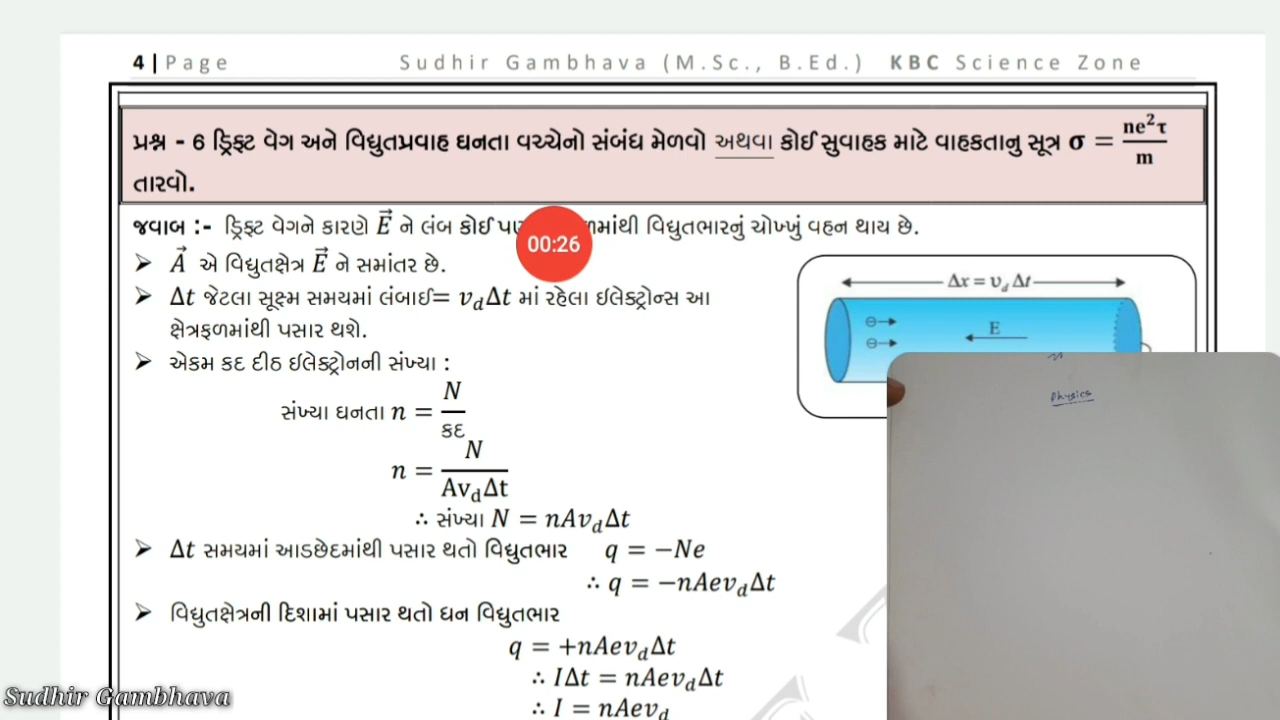 4 | Page Sudhir Gambhava (M.Sc., B.Ed.) KBC Science Zone
પ્રશ્ન - 6 ડ્રિફ્ટ વેગ અને વિદ્યુતપ્રવાહ ઘનતા વચ્ચેનો સંબંધ મેળવો અથવા કોઈ સુવાહક માટે વાહકતાનુ સૂત્ર σ = ne²τ/m
તારવો.
જવાબ :- ડ્રિફ્ટ વેગને કારણે E⃗ ને લંબ કોઈ વિદ્યુતભારનું ચોખ્ખું વહન થાય છે.
00:26
➢ A⃗ એ વિદ્યુતક્ષેત્ર E⃗ ને સમાંતર છે.
➢ Δt જેટલા સૂક્ષ્મ સમયમાં લંબાઈ= v_dΔt માં રહેલા ઈલેક્ટ્રોન્સ આ
ક્ષેત્રફળમાંથી પસાર થશે.
Δx = υ_d Δt
E
➢ એકમ કદ દીઠ ઈલેક્ટ્રોનની સંખ્યા :
સંખ્યા ઘનતા n = N/કદ
n = N/Av_dΔt
∴ સંખ્યા N = nAv_dΔt
➢ Δt સમયમાં આડછેદમાંથી પસાર થતો વિદ્યુતભાર q = −Ne
∴ q = −nAev_dΔt
➢ વિદ્યુતક્ષેત્રની દિશામાં પસાર થતો ધન વિદ્યુતભાર
q = +nAev_dΔt
∴ IΔt = nAev_dΔt
∴ I = nAev_d
Physics
Sudhir Gambhava